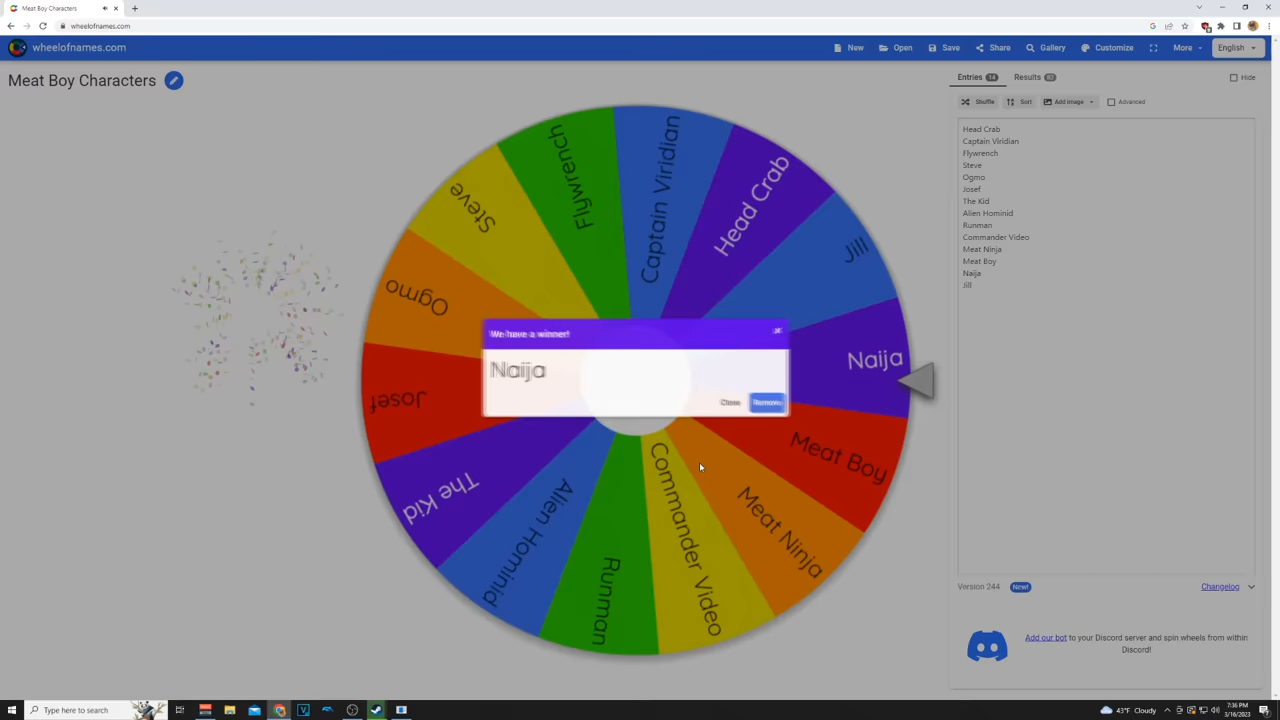 Meat Boy Characters
wheelofnames.com
wheelofnames.com
New
Open
Save
Share
Gallery
Customize
More
English
Meat Boy Characters
Entries 14
Results
Hide
Shuffle
Sort
Add image
Advanced
Head Crab
Captain Viridian
Flywrench
Steve
Ogmo
Josef
The Kid
Alien Hominid
Runman
Commander Video
Meat Ninja
Meat Boy
Naija
Jill
Captain Viridian
Head Crab
Jill
Naija
Meat Boy
Meat Ninja
Commander Video
Runman
Alien Hominid
The Kid
Josef
Ogmo
Steve
Flywrench
We have a winner!
Naija
Close
Remove
Version 244
New!
Changelog
Add our bot to your Discord server and spin wheels from within
Discord!
Type here to search
43°F Cloudy
7:36 PM
3/16/2023